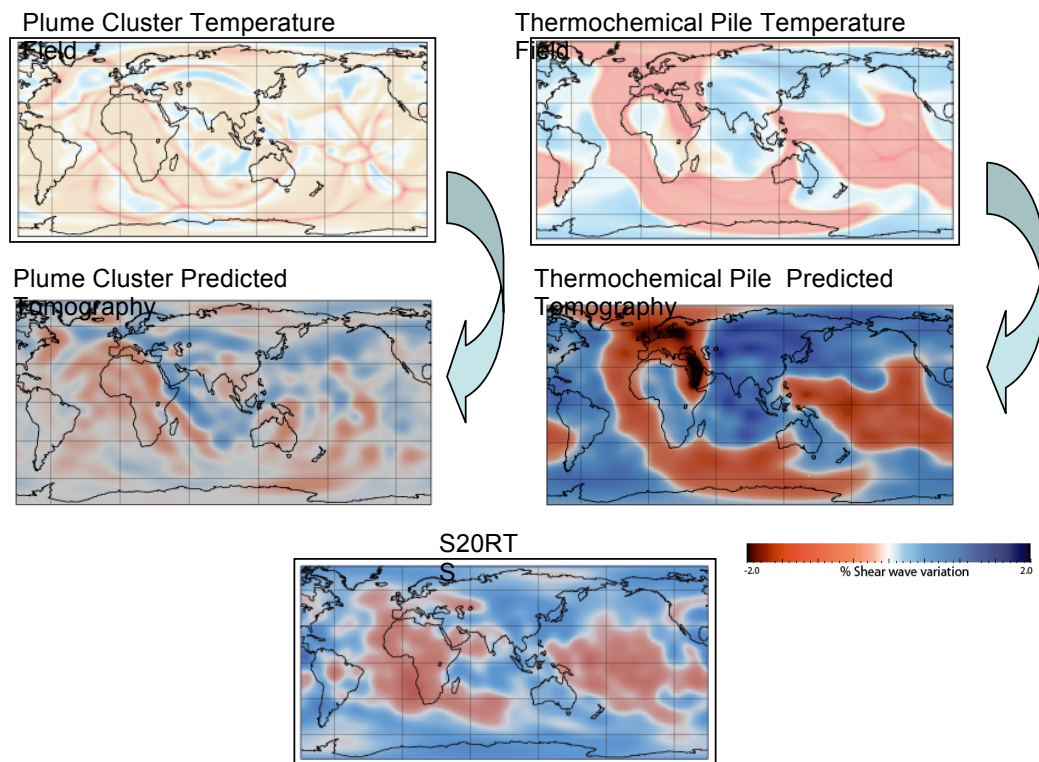 Plume Cluster Temperature
Field
Thermochemical Pile Temperature
Field
Plume Cluster Predicted
Tomography
Thermochemical Pile  Predicted
Tomography
S20RT
S
-2.0
% Shear wave variation
2.0